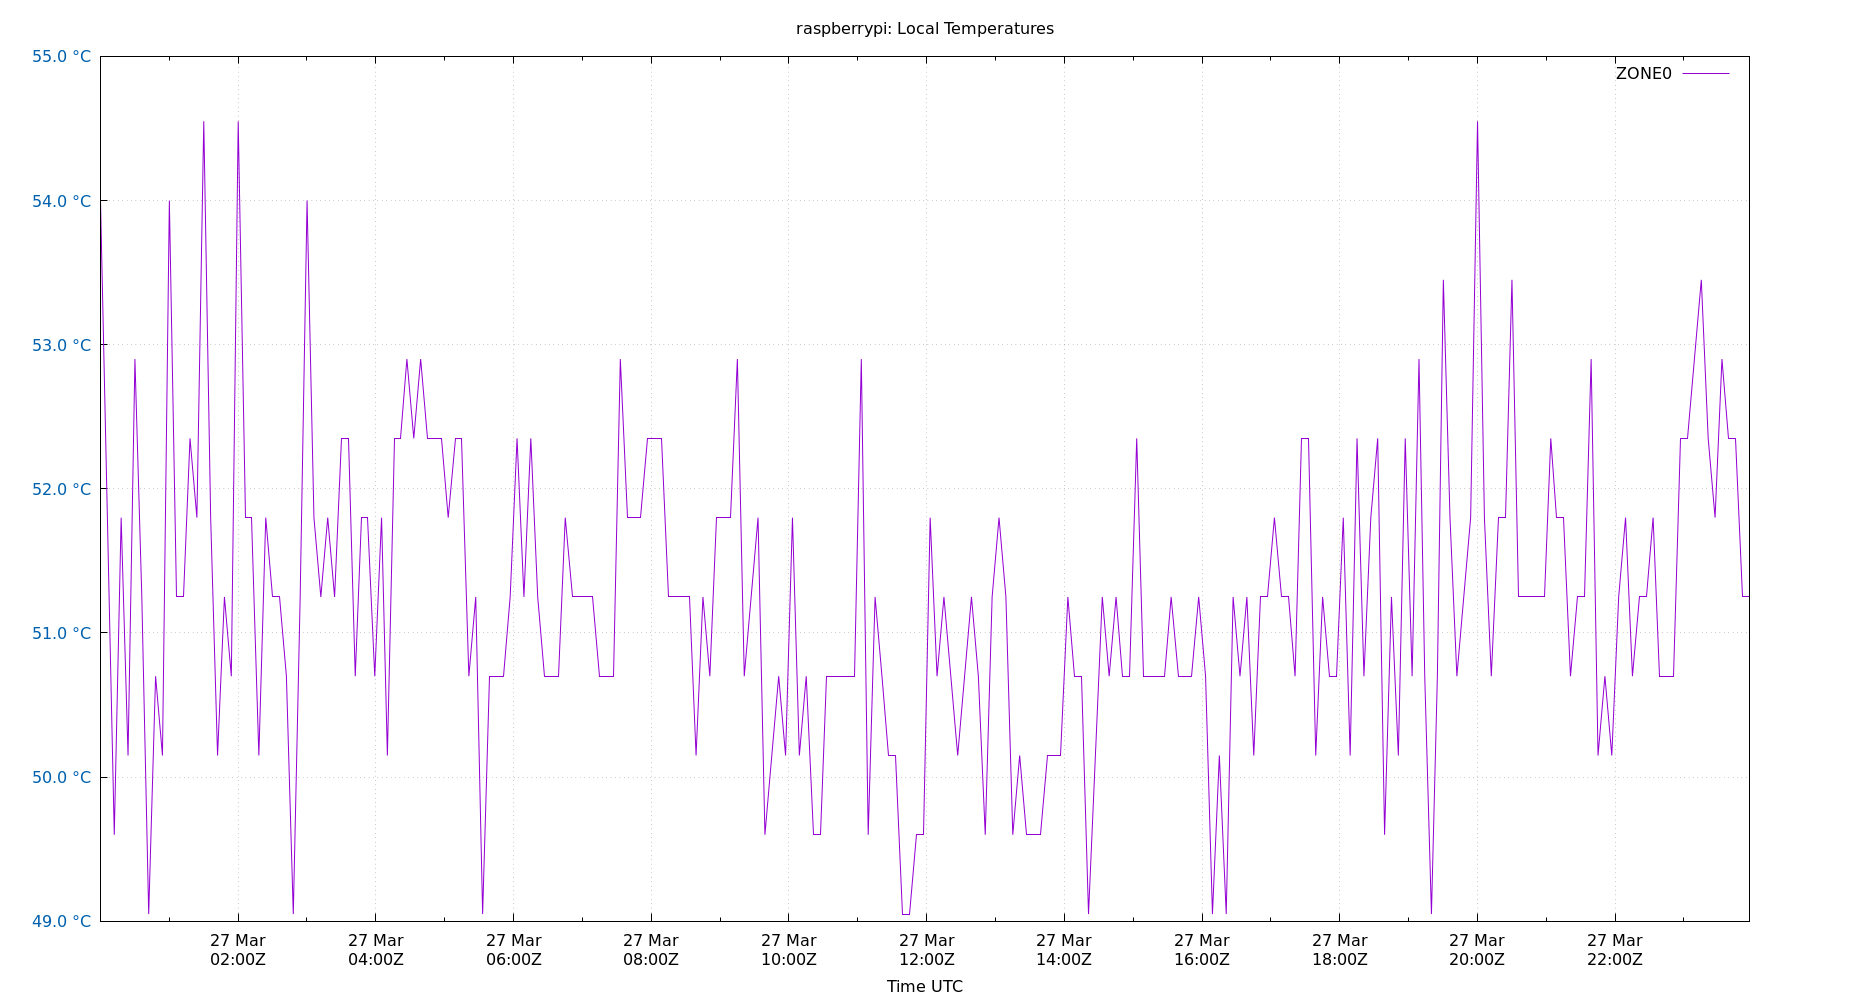 raspberrypi: Local Temperatures
55.0 °C
ZONE0
54.0 °C
53.0 °C
52.0 °C
51.0 °C
50.0 °C
49.0 °C
27 Mar 27 Mar 27 Mar 27 Mar 27 Mar 27 Mar 27 Mar 27 Mar 27 Mar 27 Mar 27 Mar
02:00Z 04:00Z 06:00Z 08:00Z 10:00Z 12:00Z 14:00Z 16:00Z 18:00Z 20:00Z 22:00Z
Time UTC